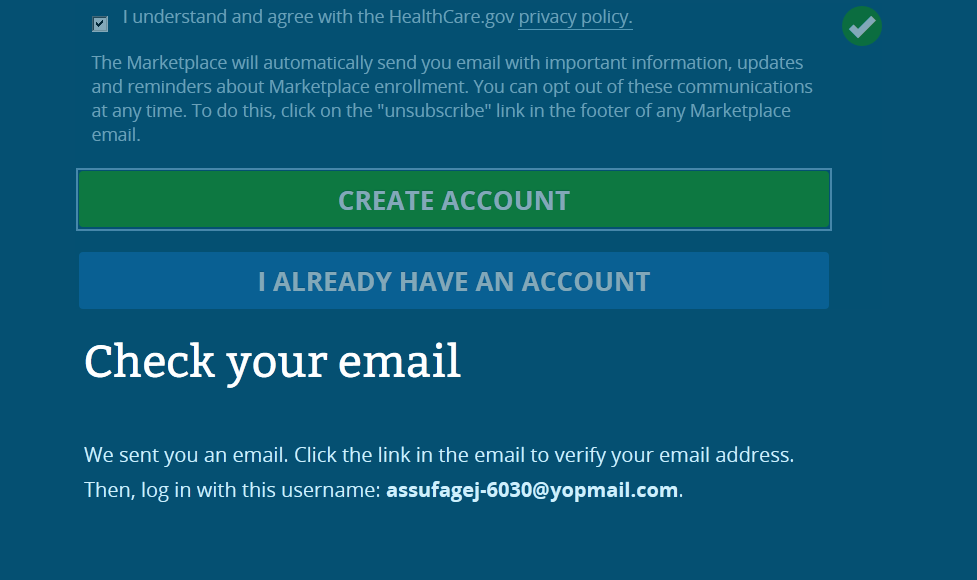 I understand and agree with the HealthCare.gov privacy policy.
The Marketplace will automatically send you email with important information, updates
and reminders about Marketplace enrollment. You can opt out of these communications
at any time. To do this, click on the "unsubscribe" link in the footer of any Marketplace
email.
CREATE ACCOUNT
I ALREADY HAVE AN ACCOUNT
Check your email
We sent you an email. Click the link in the email to verify your email address.
Then, log in with this username: assufagej-6030@yopmail.com.